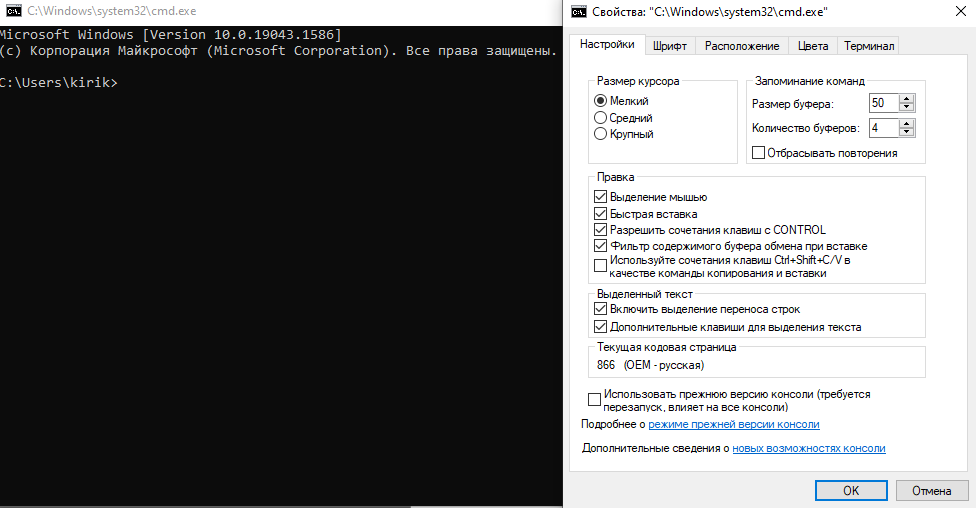 C:\Windows\system32\cmd.exe
Microsoft Windows [Version 10.0.19043.1586]
(c) Корпорация Майкрософт (Microsoft Corporation). Все права защищены.
C:\Users\kirik>
Свойства: "C:\Windows\system32\cmd.exe"
Настройки Шрифт Расположение Цвета Терминал
Размер курсора
Мелкий
Средний
Крупный
Запоминание команд
Размер буфера: 50
Количество буферов: 4
Отбрасывать повторения
Правка
Выделение мышью
Быстрая вставка
Разрешить сочетания клавиш с CONTROL
Фильтр содержимого буфера обмена при вставке
Используйте сочетания клавиш Ctrl+Shift+C/V в
качестве команды копирования и вставки
Выделенный текст
Включить выделение переноса строк
Дополнительные клавиши для выделения текста
Текущая кодовая страница
866 (OEM - русская)
Использовать прежнюю версию консоли (требуется
перезапуск, влияет на все консоли)
Подробнее о режиме прежней версии консоли
Дополнительные сведения о новых возможностях консоли
OK Отмена